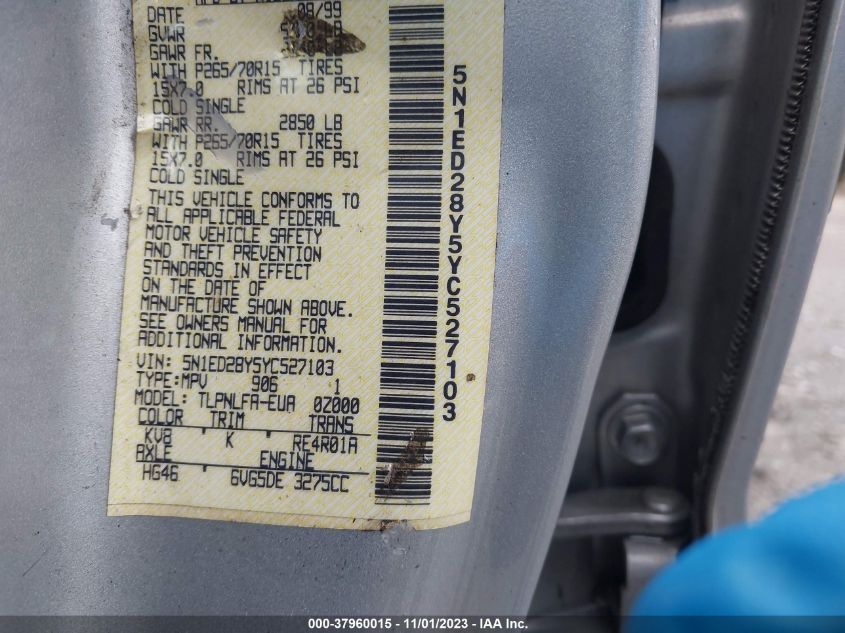 DATE 09/99
GVWR
GAWR FR.
WITH P265/70R15 TIRES
15X7.0 RIMS AT 26 PSI
COLD SINGLE
GAWR RR. 2850 LB
WITH P265/70R15 TIRES
15X7.0 RIMS AT 26 PSI
COLD SINGLE
THIS VEHICLE CONFORMS TO
ALL APPLICABLE FEDERAL
MOTOR VEHICLE SAFETY
AND THEFT PREVENTION
STANDARDS IN EFFECT
ON THE DATE OF
MANUFACTURE SHOWN ABOVE.
SEE OWNERS MANUAL FOR
ADDITIONAL INFORMATION.
VIN: 5N1ED28Y5YC527103
TYPE:MPV 906 1
MODEL: TLPNLFA-EUA 0Z000
COLOR TRIM TRANS
KV8 K RE4R01A
AXLE ENGINE
HG46 6VG5DE 3275CC
5N1ED28Y5YC527103
000-37960015 - 11/01/2023 - IAA Inc.